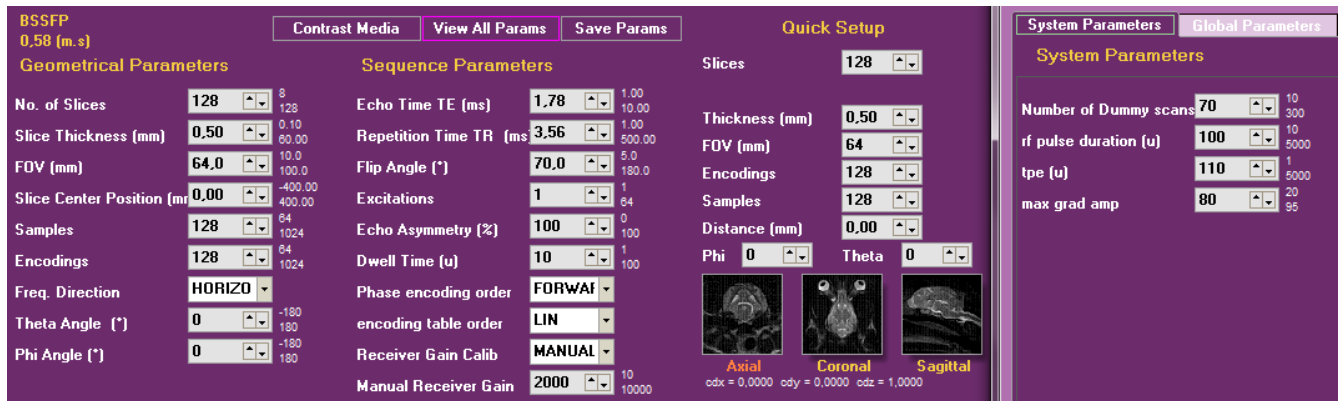 BSSFP
0,58 (m.s)
Contrast Media
View All Params
Save Params
Geometrical Parameters
No. of Slices 128 8 128
Slice Thickness (mm) 0,50 0.10 60.00
FOV (mm) 64,0 10.0 100.0
Slice Center Position (mr 0,00 -400.00 400.00
Samples 128 64 1024
Encodings 128 64 1024
Freq. Direction HORIZO
Theta Angle (°) 0 -180 180
Phi Angle (°) 0 -180 180
Sequence Parameters
Echo Time TE (ms) 1,78 1.00 10.00
Repetition Time TR (ms) 3,56 1.00 500.00
Flip Angle (°) 70,0 5.0 180.0
Excitations 1 1 64
Echo Asymmetry (%) 100 0 100
Dwell Time (u) 10 1 100
Phase encoding order FORWAF
encoding table order LIN
Receiver Gain Calib MANUAL
Manual Receiver Gain 2000 10 10000
Quick Setup
Slices 128
Thickness (mm) 0,50
FOV (mm) 64
Encodings 128
Samples 128
Distance (mm) 0,00
Phi 0 Theta 0
Axial Coronal Sagittal
cdx = 0,0000 cdy = 0,0000 cdz = 1,0000
System Parameters
Global Parameters
System Parameters
Number of Dummy scans 70 10 300
rf pulse duration (u) 100 10 5000
tpe (u) 110 1 5000
max grad amp 80 20 95